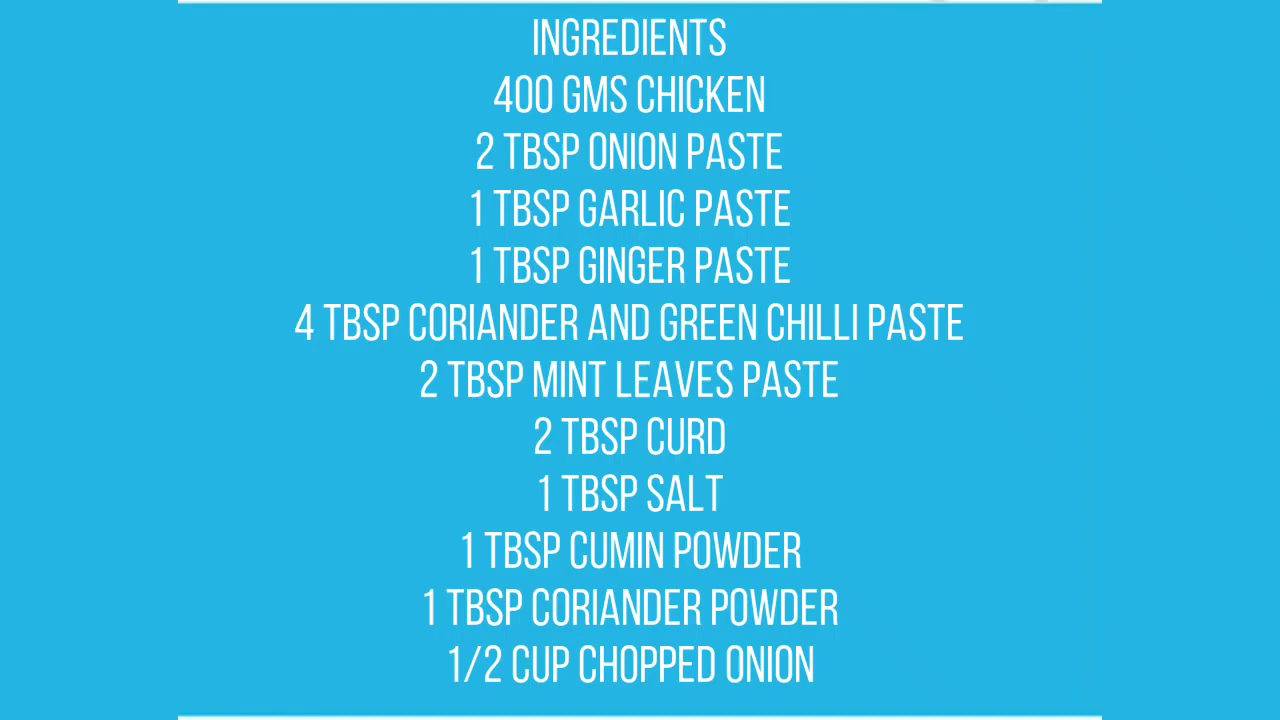 INGREDIENTS
400 GMS CHICKEN
2 TBSP ONION PASTE
1 TBSP GARLIC PASTE
1 TBSP GINGER PASTE
4 TBSP CORIANDER AND GREEN CHILLI PASTE
2 TBSP MINT LEAVES PASTE
2 TBSP CURD
1 TBSP SALT
1 TBSP CUMIN POWDER
1 TBSP CORIANDER POWDER
1/2 CUP CHOPPED ONION